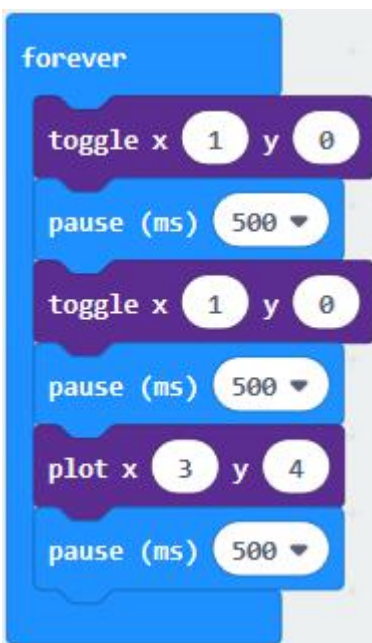 forever
toggle x 1 y 0
pause (ms) 500
toggle x 1 y 0
pause (ms) 500
plot x 3 y 4
pause (ms) 500